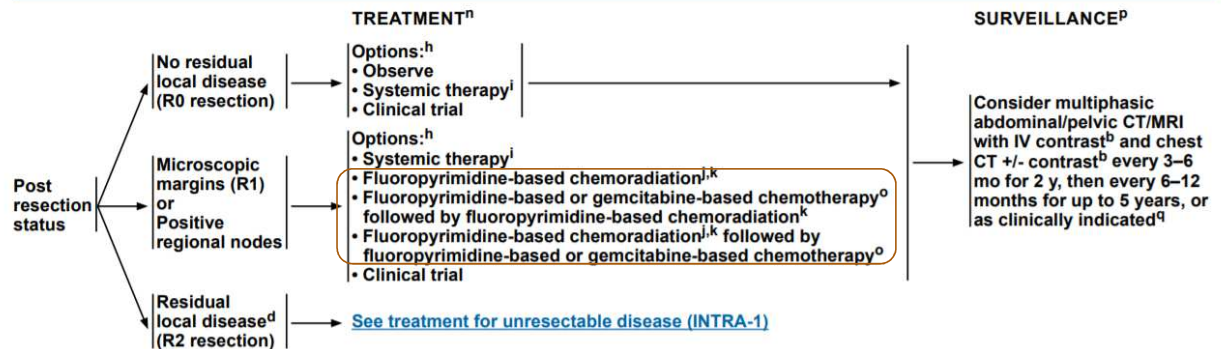 TREATMENTⁿ
SURVEILLANCEᵖ
Post
resection
status
No residual
local disease
(R0 resection)
Options:ʰ
• Observe
• Systemic therapyⁱ
• Clinical trial
Microscopic
margins (R1)
or
Positive
regional nodes
Options:ʰ
• Systemic therapyⁱ
• Fluoropyrimidine-based chemoradiationʲ,ᵏ
• Fluoropyrimidine-based or gemcitabine-based chemotherapyᵒ
followed by fluoropyrimidine-based chemoradiationᵏ
• Fluoropyrimidine-based chemoradiationʲ,ᵏ followed by
fluoropyrimidine-based or gemcitabine-based chemotherapyᵒ
• Clinical trial
Residual
local diseaseᵈ
(R2 resection)
See treatment for unresectable disease (INTRA-1)
Consider multiphasic
abdominal/pelvic CT/MRI
with IV contrastᵇ and chest
CT +/- contrastᵇ every 3–6
mo for 2 y, then every 6–12
months for up to 5 years, or
as clinically indicated^q